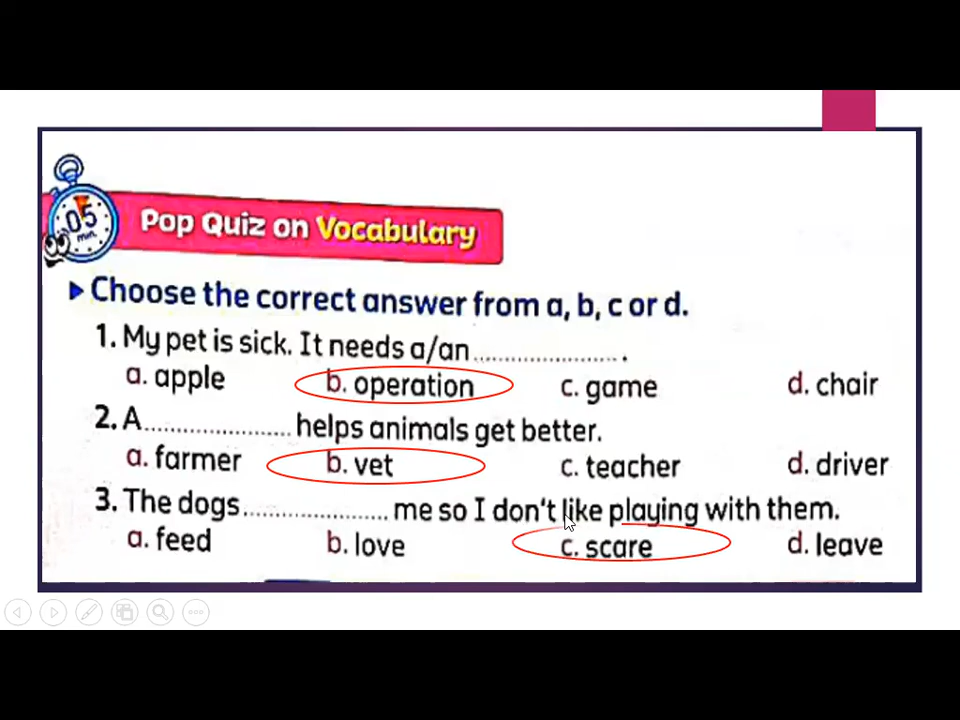 05
min.
Pop Quiz on Vocabulary
Choose the correct answer from a, b, c or d.
1. My pet is sick. It needs a/an ...................... .
a. apple b. operation c. game d. chair
2. A ...................... helps animals get better.
a. farmer b. vet c. teacher d. driver
3. The dogs ...................... me so I don't like playing with them.
a. feed b. love c. scare d. leave